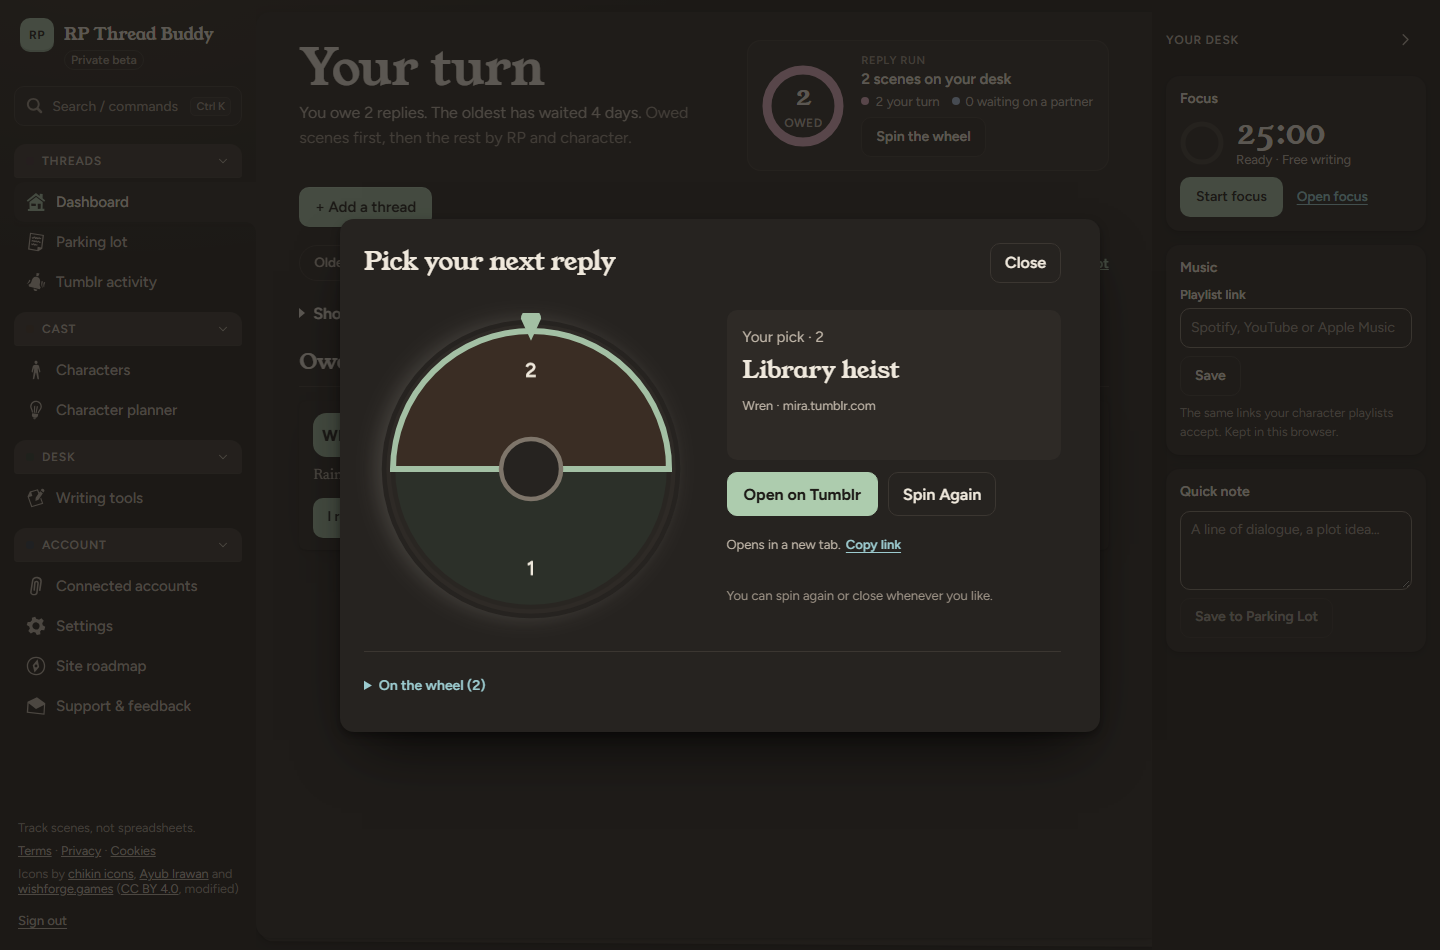 RP
RP Thread Buddy
Private beta
Search / commands
Ctrl K
THREADS
Dashboard
Parking lot
Tumblr activity
CAST
Characters
Character planner
DESK
Writing tools
ACCOUNT
Connected accounts
Settings
Site roadmap
Support & feedback
Track scenes, not spreadsheets.
Terms · Privacy · Cookies
Icons by chikin icons, Ayub Irawan and
wishforge.games (CC BY 4.0, modified)
Sign out
Your turn
You owe 2 replies. The oldest has waited 4 days. Owed
scenes first, then the rest by RP and character.
2
OWED
REPLY RUN
2 scenes on your desk
2 your turn
0 waiting on a partner
Spin the wheel
+ Add a thread
Pick your next reply
Close
2
1
Your pick · 2
Library heist
Wren · mira.tumblr.com
Open on Tumblr
Spin Again
Opens in a new tab. Copy link
You can spin again or close whenever you like.
On the wheel (2)
YOUR DESK
Focus
25:00
Ready · Free writing
Start focus
Open focus
Music
Playlist link
Spotify, YouTube or Apple Music
Save
The same links your character playlists
accept. Kept in this browser.
Quick note
A line of dialogue, a plot idea...
Save to Parking Lot